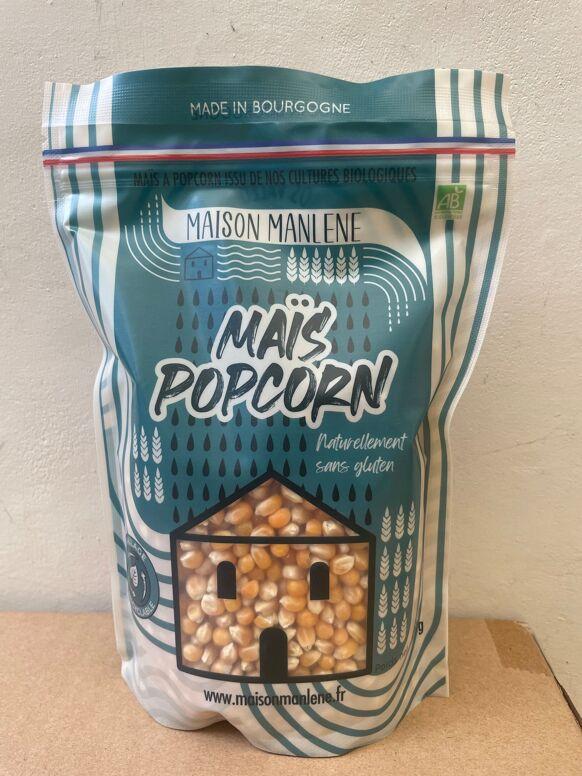 MADE IN BOURGOGNE
MAÏS A POPCORN ISSU DE NOS CULTURES BIOLOGIQUES
AB
MAISON MANLENE
MAÏS
POPCORN
Naturellement
sans gluten
www.maisonmanlene.fr